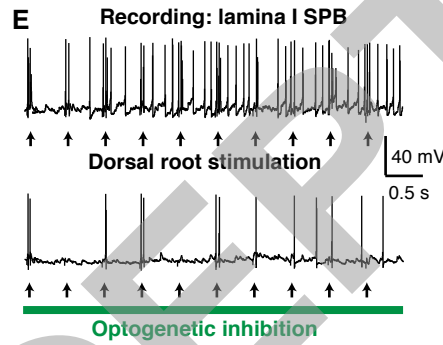 E
Recording: lamina I SPB
Dorsal root stimulation
40 mV
0.5 s
Optogenetic inhibition